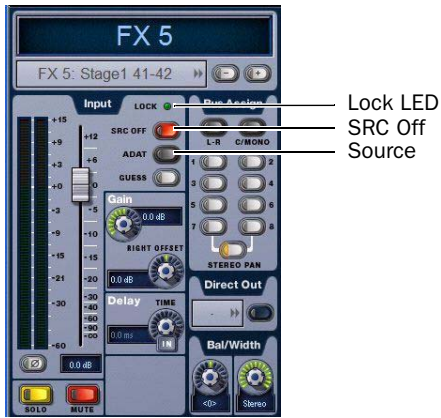 FX 5
FX 5: Stage1 41-42
Input
LOCK
Bus Assign
Lock LED
SRC OFF
SRC Off
ADAT
Source
GUESS
L-R
C/MONO
1
2
3
4
5
6
7
8
STEREO PAN
+15
+9
+3
+0
-3
-9
-15
-21
-30
-60
+12
+6
0
-5
-10
-15
-20
-30
-40
-60
-90
-00
Gain
0.0 dB
RIGHT OFFSET
0.0 dB
Delay
TIME
0.0 ms
IN
Direct Out
-
Bal/Width
<0>
Stereo
Ø
0.0 dB
SOLO
MUTE